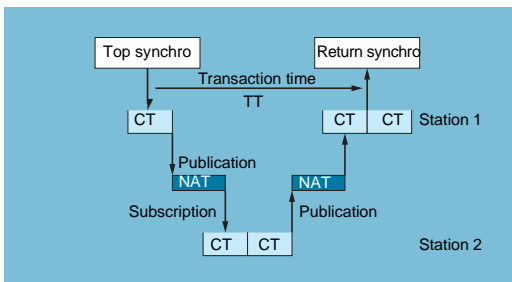 Top synchro Return synchro
Transaction time
TT
CT CT CT Station 1
Publication
NAT NAT
Subscription Publication
CT CT Station 2